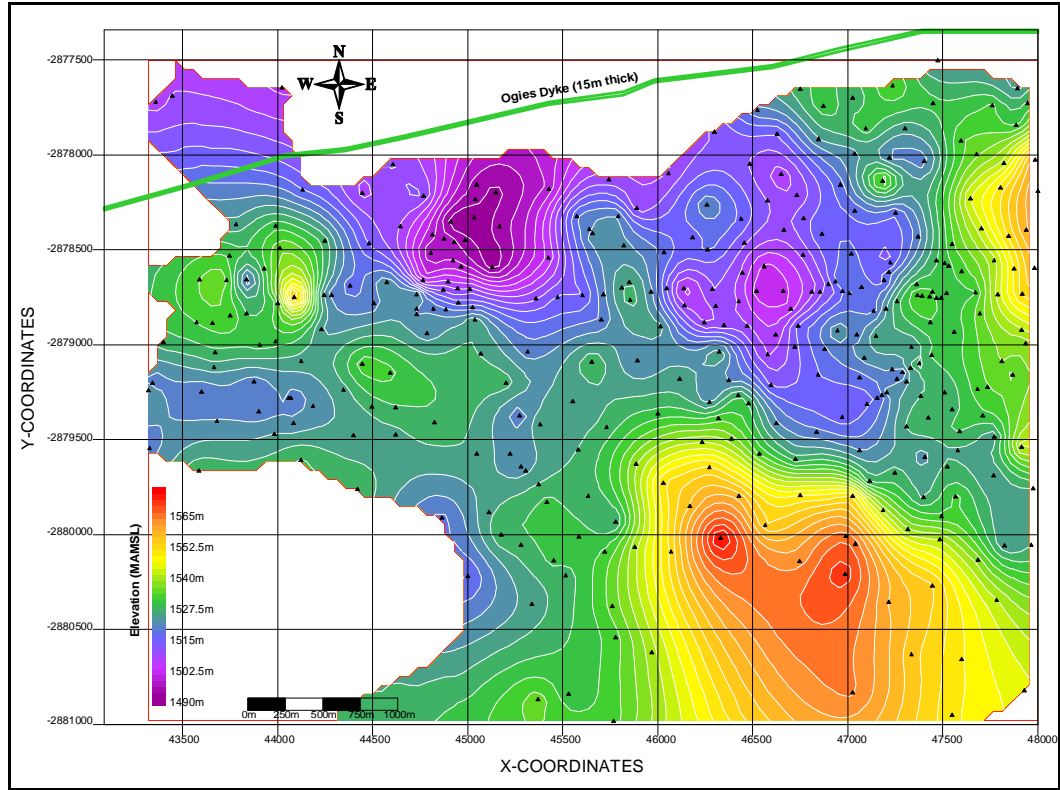 -2877500
-2878000
-2878500
-2879000
-2879500
-2880000
-2880500
-2881000
Y-COORDINATES
N
W E
S
Ogies Dyke (15m thick)
Elevation (MAMSL)
1565m
1552.5m
1540m
1527.5m
1515m
1502.5m
1490m
0m 250m 500m 750m 1000m
43500 44000 44500 45000 45500 46000 46500 47000 47500 48000
X-COORDINATES